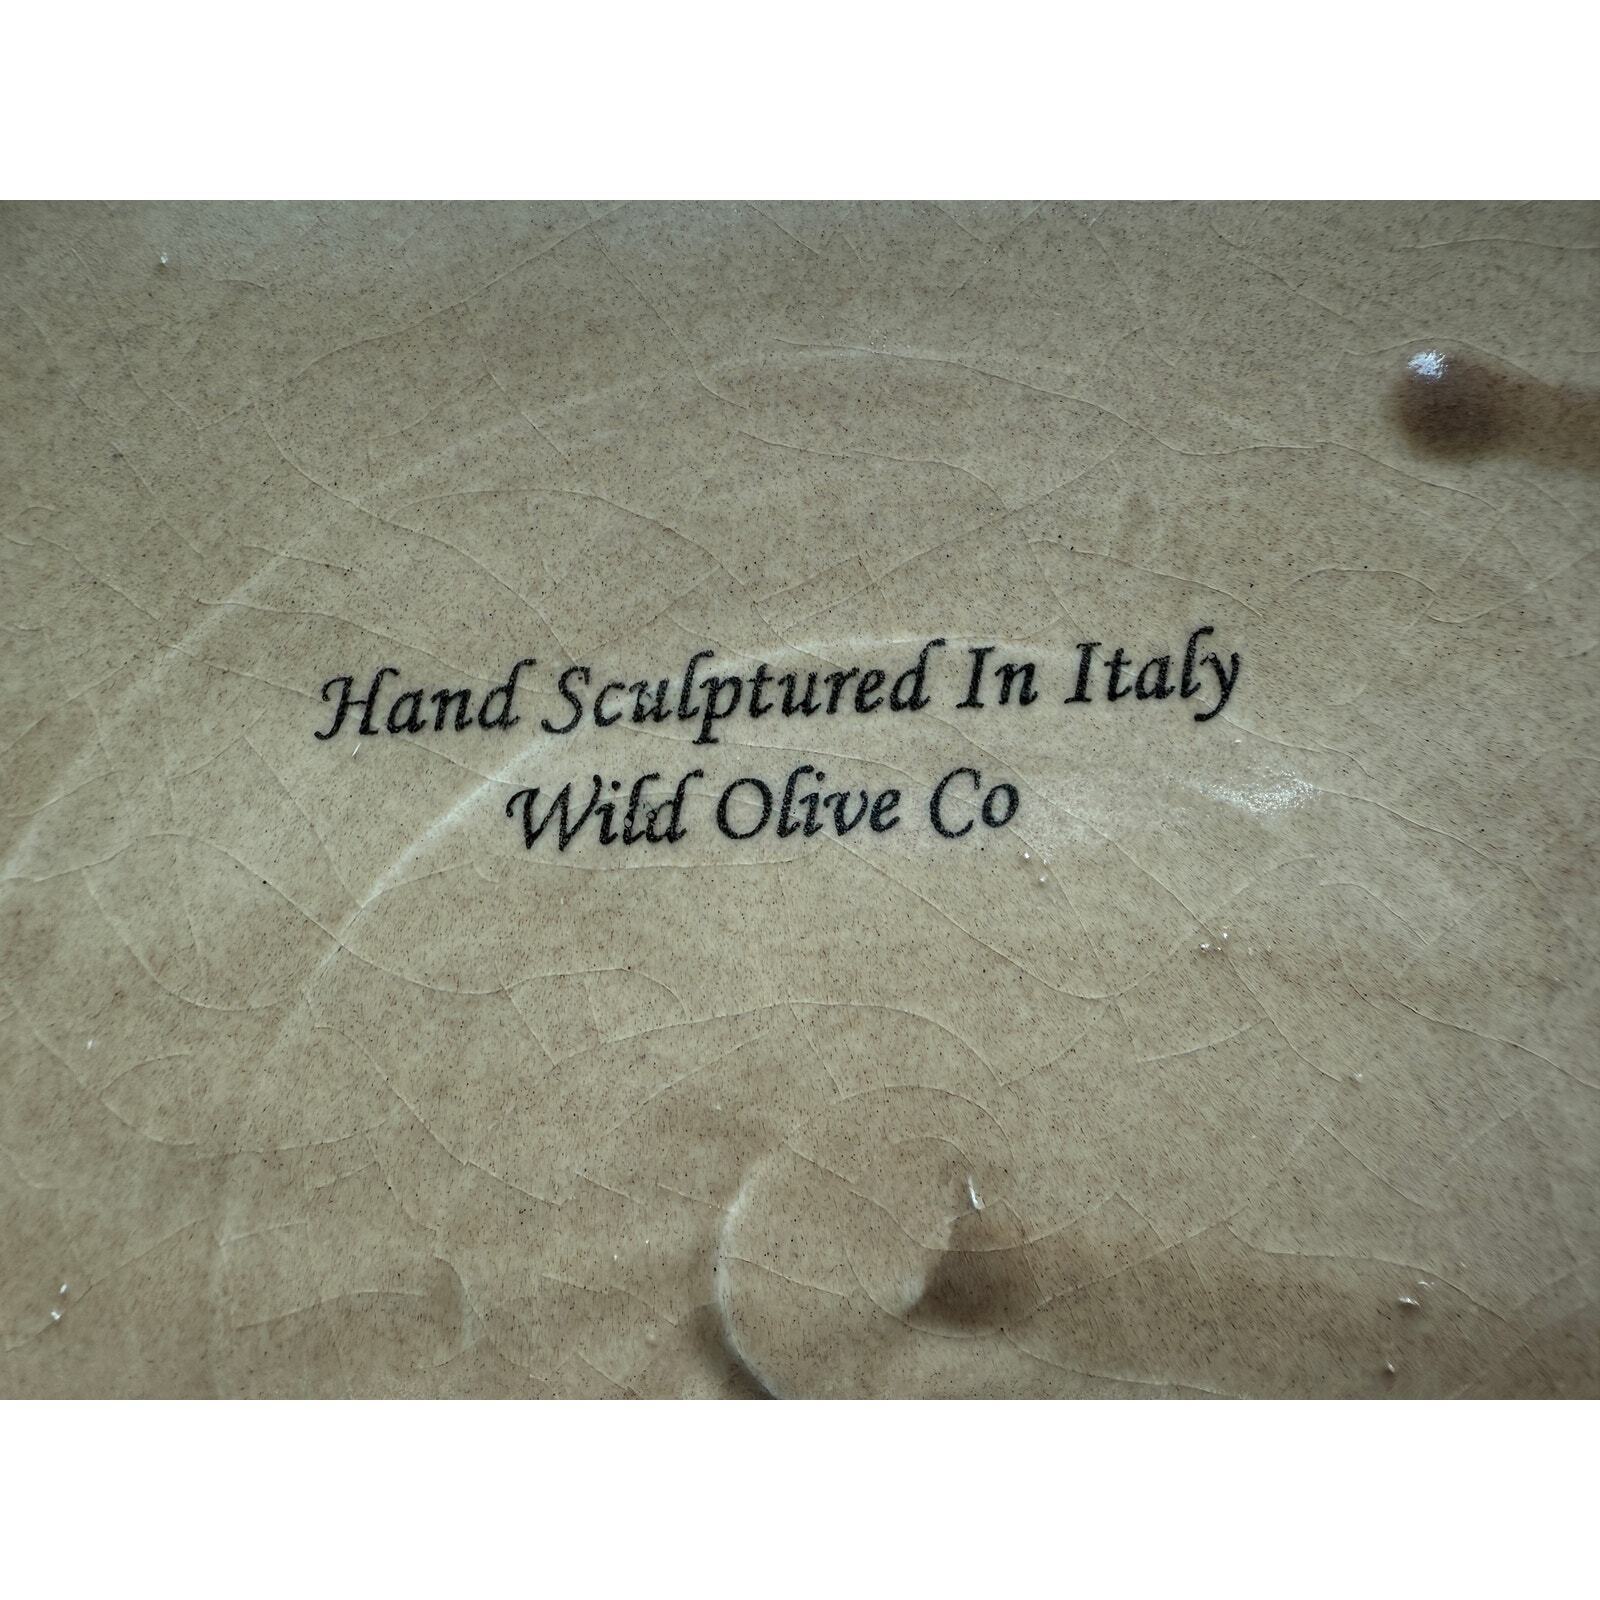 Hand Sculptured In Italy
Wild Olive Co